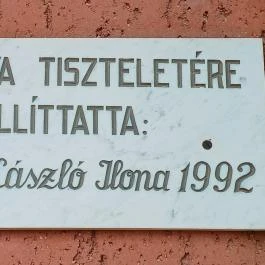 A TISZTELETÉRE
LLÍTTATTA:
László Ilona 1992